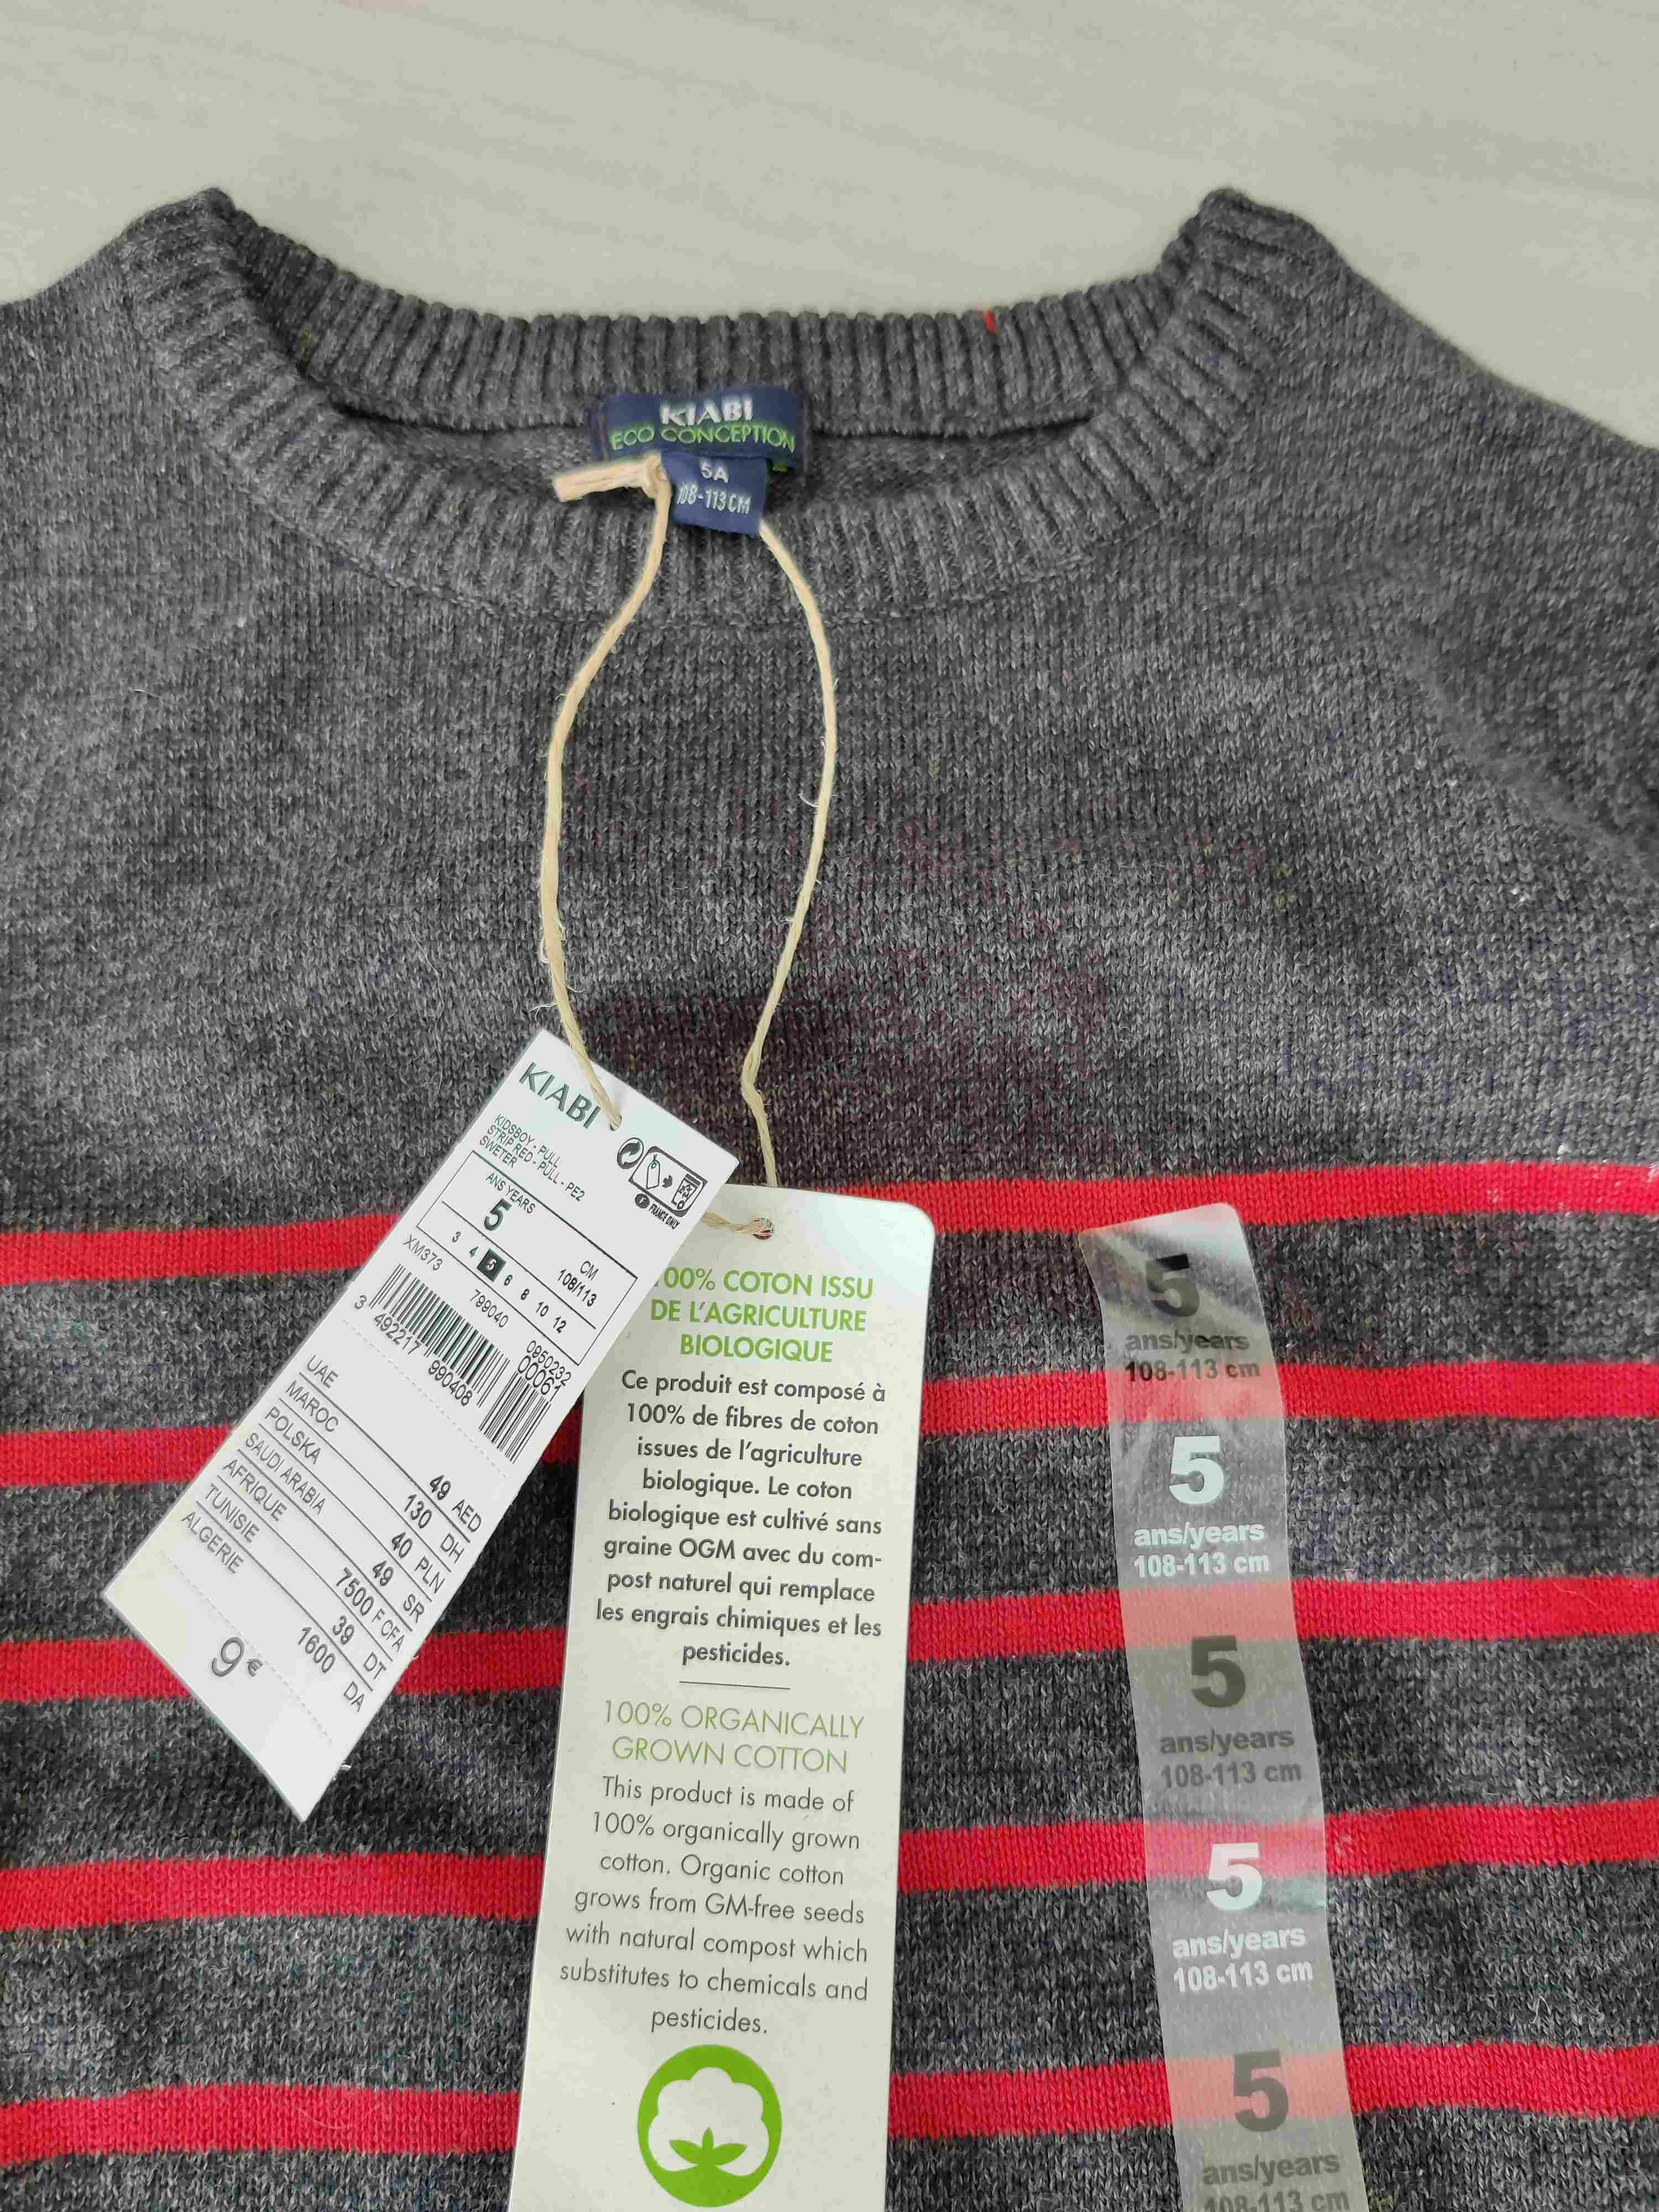 KIABI
ECO CONCEPTION
5A
108-113CM
KIABI
KIDSBOY - PULL
STRIP RED - PULL - PE2
SWETER
FRANCE ONLY
ANS YEARS
5
CM
108/113
3 4 5 6 8 10 12
XM373 799040 0950232
3 492217 990408
00061
UAE 49 AED
MAROC 130 DH
POLSKA 40 PLN
SAUDI ARABIA 49 SR
AFRIQUE 7500 F CFA
TUNISIE 39 DT
ALGERIE 1600 DA
9€
00% COTON ISSU
DE L'AGRICULTURE
BIOLOGIQUE
Ce produit est composé à
100% de fibres de coton
issues de l'agriculture
biologique. Le coton
biologique est cultivé sans
graine OGM avec du com-
post naturel qui remplace
les engrais chimiques et les
pesticides.
100% ORGANICALLY
GROWN COTTON
This product is made of
100% organically grown
cotton. Organic cotton
grows from GM-free seeds
with natural compost which
substitutes to chemicals and
pesticides.
5
ans/years
108-113 cm
5
ans/years
108-113 cm
5
ans/years
108-113 cm
5
ans/years
108-113 cm
5
ans/years
108-113 cm